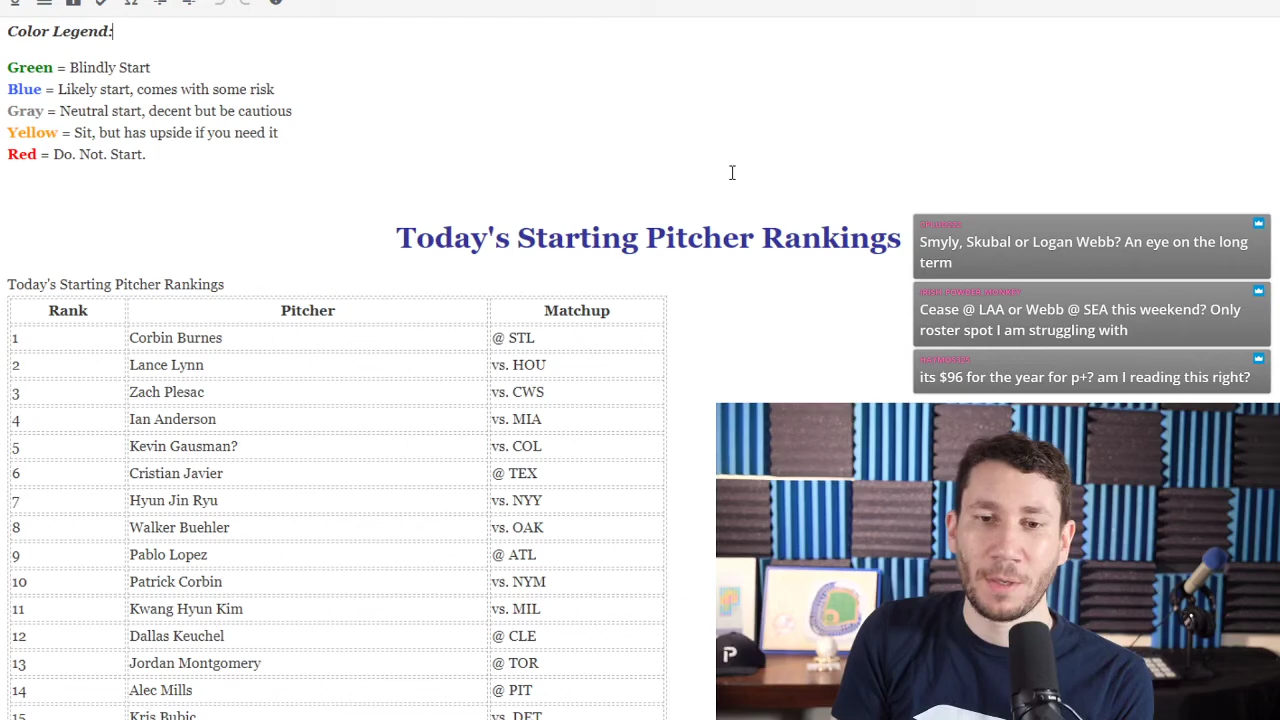 Color Legend:
Green = Blindly Start
Blue = Likely start, comes with some risk
Gray = Neutral start, decent but be cautious
Yellow = Sit, but has upside if you need it
Red = Do. Not. Start.
Today's Starting Pitcher Rankings
Today's Starting Pitcher Rankings
Rank Pitcher Matchup
1 Corbin Burnes @ STL
2 Lance Lynn vs. HOU
3 Zach Plesac vs. CWS
4 Ian Anderson vs. MIA
5 Kevin Gausman? vs. COL
6 Cristian Javier @ TEX
7 Hyun Jin Ryu vs. NYY
8 Walker Buehler vs. OAK
9 Pablo Lopez @ ATL
10 Patrick Corbin vs. NYM
11 Kwang Hyun Kim vs. MIL
12 Dallas Keuchel @ CLE
13 Jordan Montgomery @ TOR
14 Alec Mills @ PIT
15 Kris Bubic vs. DET
Smyly, Skubal or Logan Webb? An eye on the long
term
IRISH_POWDER_MONKEY
Cease @ LAA or Webb @ SEA this weekend? Only
roster spot I am struggling with
its $96 for the year for p+? am I reading this right?
P